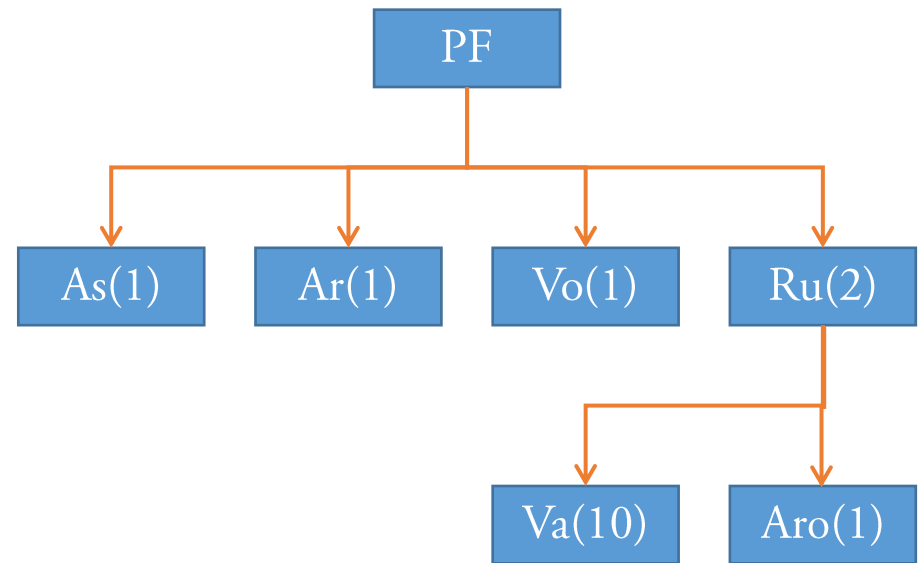 PF
As(1)
Ar(1)
Vo(1)
Ru(2)
Va(10)
Aro(1)